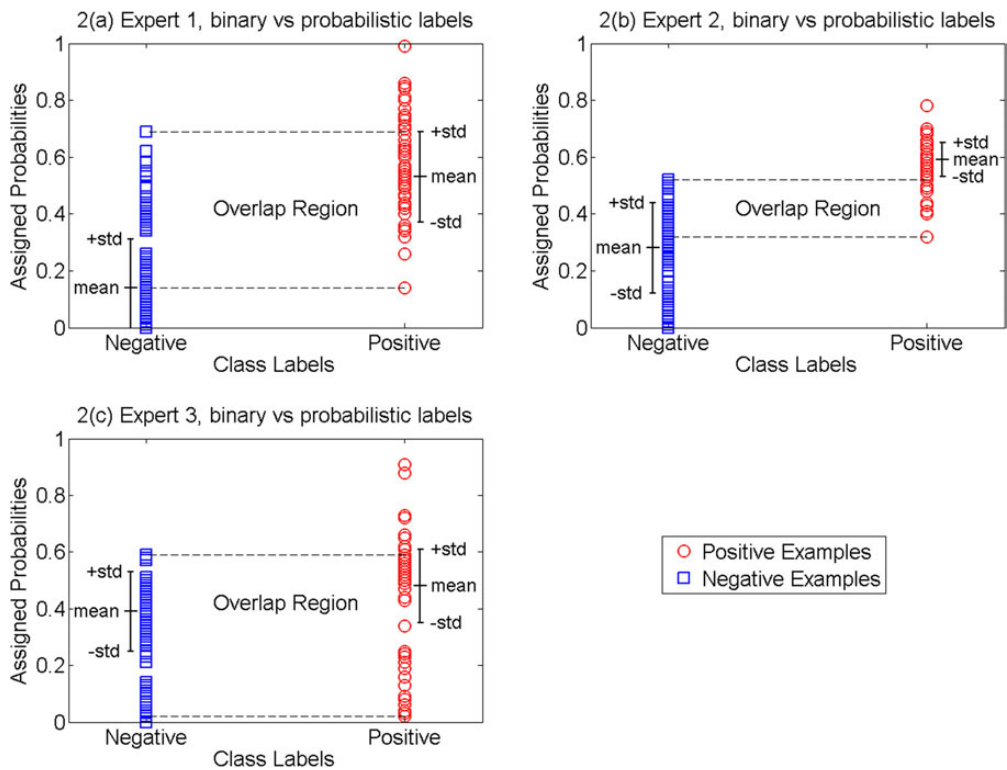 2(a) Expert 1, binary vs probabilistic labels
1
0.8
0.6
0.4
0.2
0
Assigned Probabilities
+std
mean
Overlap Region
+std
mean
-std
Negative
Positive
Class Labels
2(b) Expert 2, binary vs probabilistic labels
1
0.8
0.6
0.4
0.2
0
Assigned Probabilities
+std
mean
-std
Overlap Region
+std
mean
-std
Negative
Positive
Class Labels
2(c) Expert 3, binary vs probabilistic labels
1
0.8
0.6
0.4
0.2
0
Assigned Probabilities
+std
mean
-std
Overlap Region
+std
mean
-std
Negative
Positive
Class Labels
Positive Examples
Negative Examples